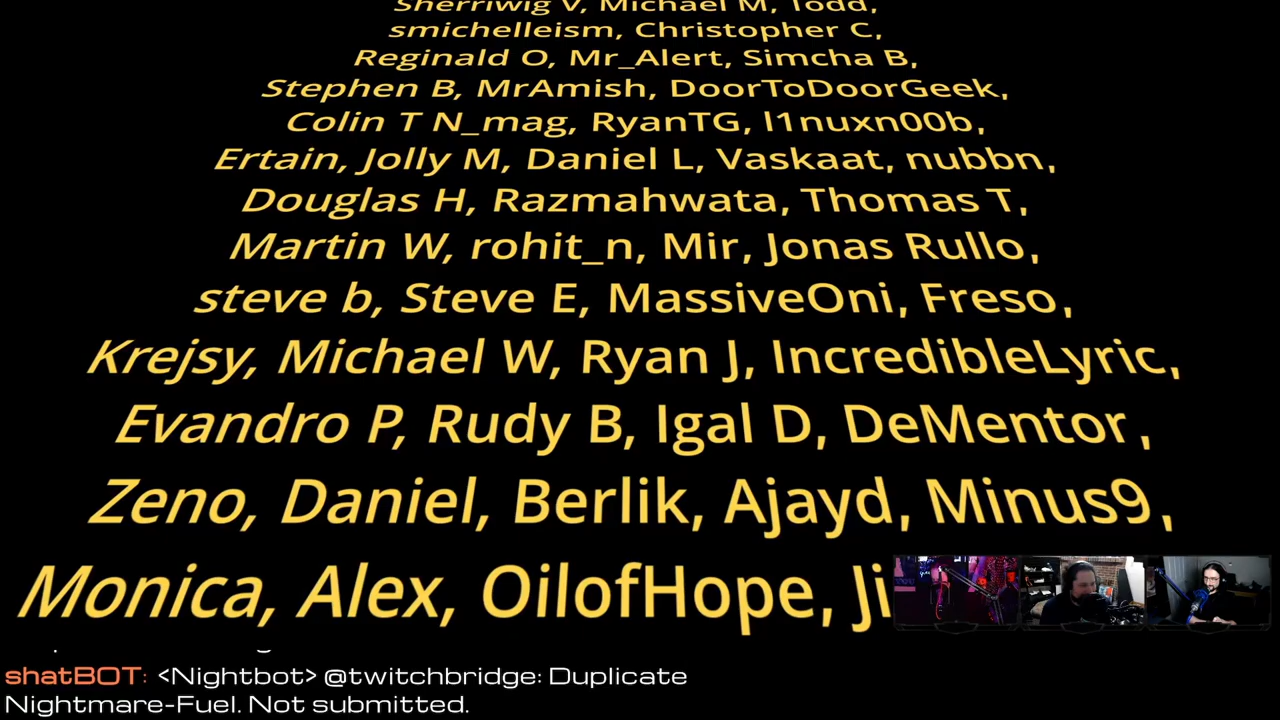 Sherriwig V, Michael M, Todd,
smichelleism, Christopher C,
Reginald O, Mr_Alert, Simcha B,
Stephen B, MrAmish, DoorToDoorGeek,
Colin T N_mag, RyanTG, l1nuxn00b,
Ertain, Jolly M, Daniel L, Vaskaat, nubbn,
Douglas H, Razmahwata, Thomas T,
Martin W, rohit_n, Mir, Jonas Rullo,
steve b, Steve E, MassiveOni, Freso,
Krejsy, Michael W, Ryan J, IncredibleLyric,
Evandro P, Rudy B, Igal D, DeMentor,
Zeno, Daniel, Berlik, Ajayd, Minus9,
Monica, Alex, OilofHope, Ji
shatBOT: <Nightbot> @twitchbridge: Duplicate
Nightmare-Fuel. Not submitted.